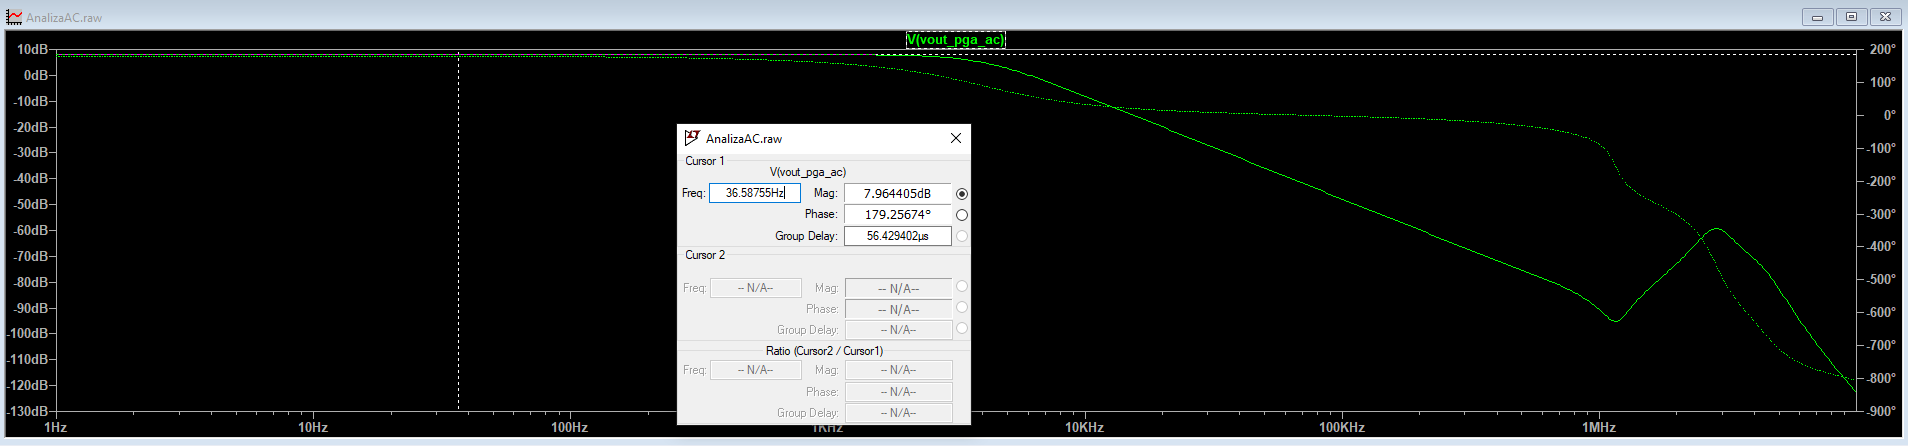 AnalizaAC.raw
V(vout_pga_ac)
10dB
0dB
-10dB
-20dB
-30dB
-40dB
-50dB
-60dB
-70dB
-80dB
-90dB
-100dB
-110dB
-120dB
-130dB
200°
100°
0°
-100°
-200°
-300°
-400°
-500°
-600°
-700°
-800°
-900°
AnalizaAC.raw
Cursor 1
V(vout_pga_ac)
Freq: 36.58755Hz Mag: 7.964405dB
Phase: 179.25674°
Group Delay: 56.429402µs
Cursor 2
Freq: -- N/A-- Mag: -- N/A--
Phase: -- N/A--
Group Delay: -- N/A--
Ratio (Cursor2 / Cursor1)
Freq: -- N/A-- Mag: -- N/A--
Phase: -- N/A--
Group Delay: -- N/A--
1Hz 10Hz 100Hz 1KHz 10KHz 100KHz 1MHz